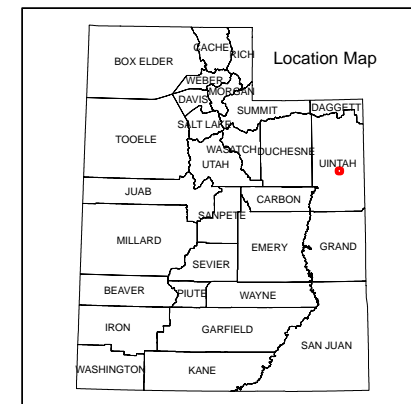 CACHE
RICH
BOX ELDER
Location Map
WEBER
MORGAN
DAVIS
SUMMIT
DAGGETT
SALT LAKE
TOOELE
WASATCH
DUCHESNE
UTAH
UINTAH
JUAB
CARBON
SANPETE
MILLARD
EMERY
GRAND
SEVIER
BEAVER
PIUTE
WAYNE
IRON
GARFIELD
SAN JUAN
WASHINGTON
KANE